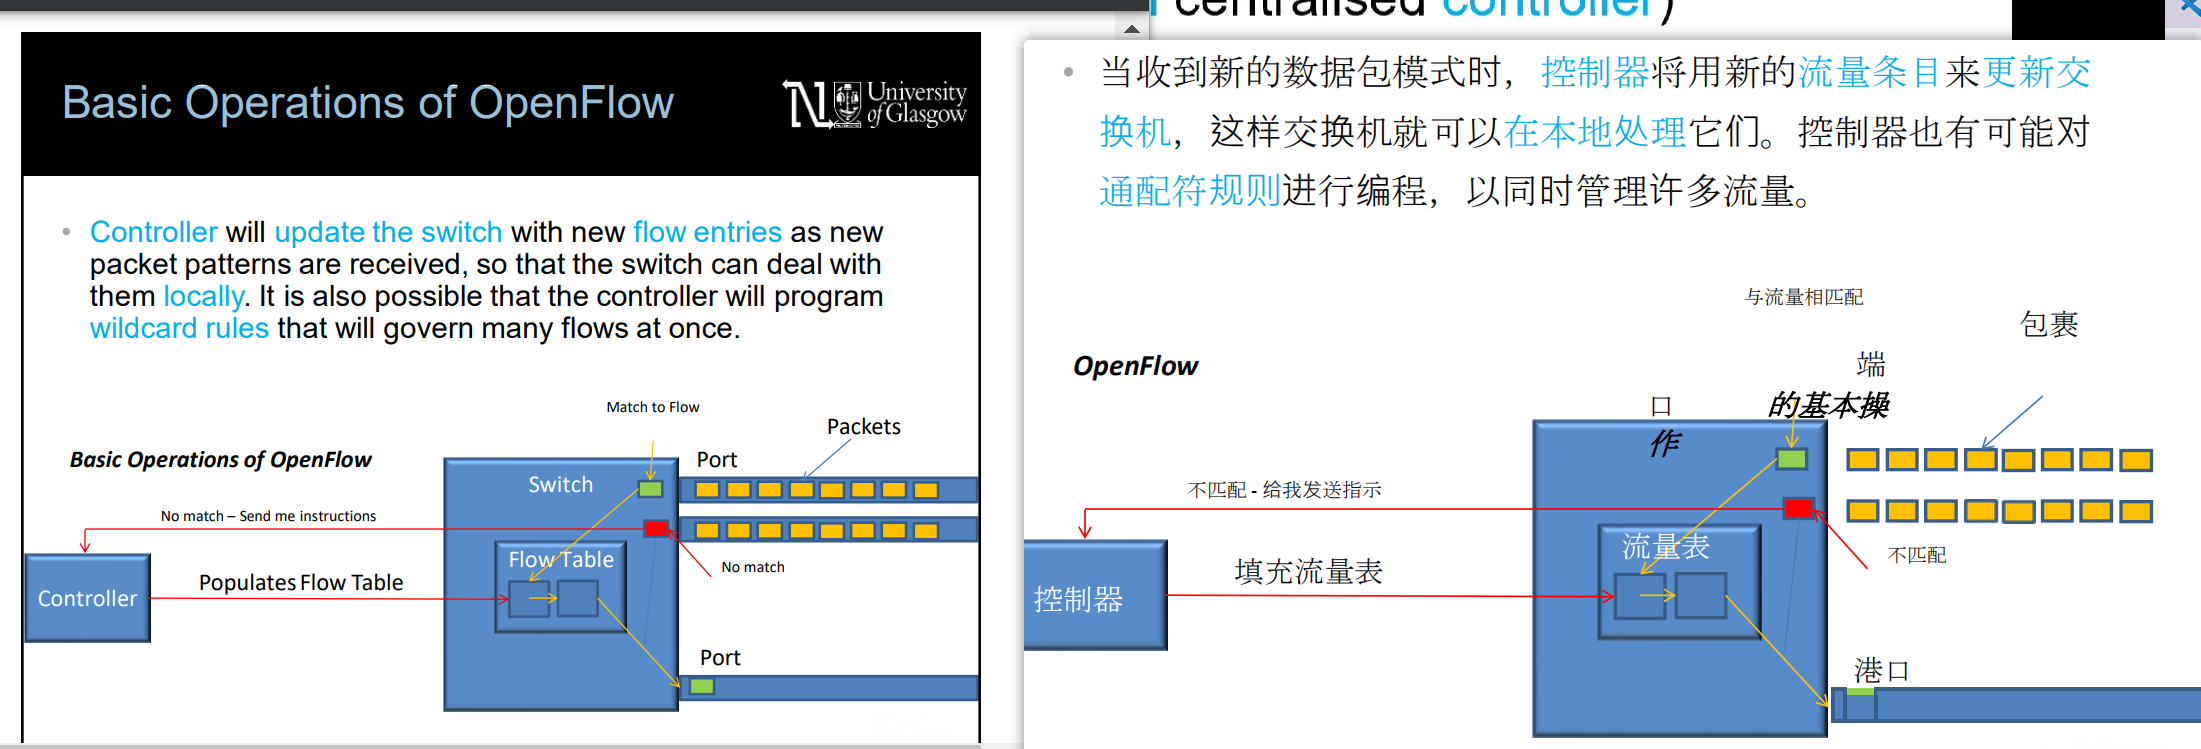 Basic Operations of OpenFlow
University
of Glasgow
• Controller will update the switch with new flow entries as new
packet patterns are received, so that the switch can deal with
them locally. It is also possible that the controller will program
wildcard rules that will govern many flows at once.
Match to Flow
Packets
Basic Operations of OpenFlow
Port
Switch
No match – Send me instructions
Flow Table
No match
Populates Flow Table
Controller
Port
centralised controller)
• 当收到新的数据包模式时，控制器将用新的流量条目来更新交
换机，这样交换机就可以在本地处理它们。控制器也有可能对
通配符规则进行编程，以同时管理许多流量。
与流量相匹配
包裹
OpenFlow
端
口
的基本操
作
不匹配 - 给我发送指示
流量表
不匹配
填充流量表
控制器
港口